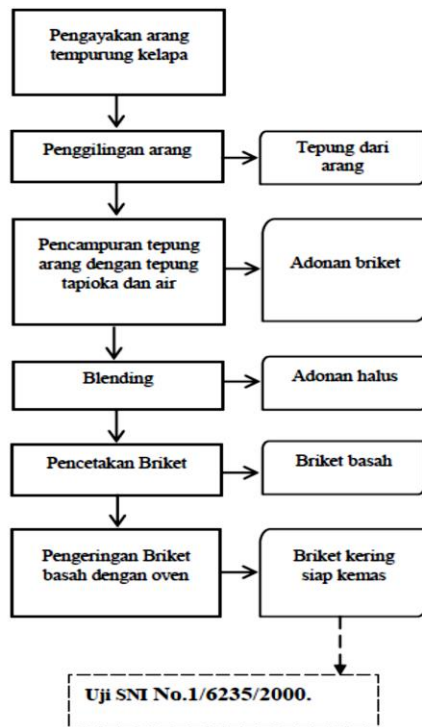 Pengayakan arang
tempurung kelapa
Penggilingan arang
Tepung dari
arang
Pencampuran tepung
arang dengan tepung
tapioka dan air
Adonan briket
Blending
Adonan halus
Pencetakan Briket
Briket basah
Pengeringan Briket
basah dengan oven
Briket kering
siap kemas
Uji SNI No.1/6235/2000.